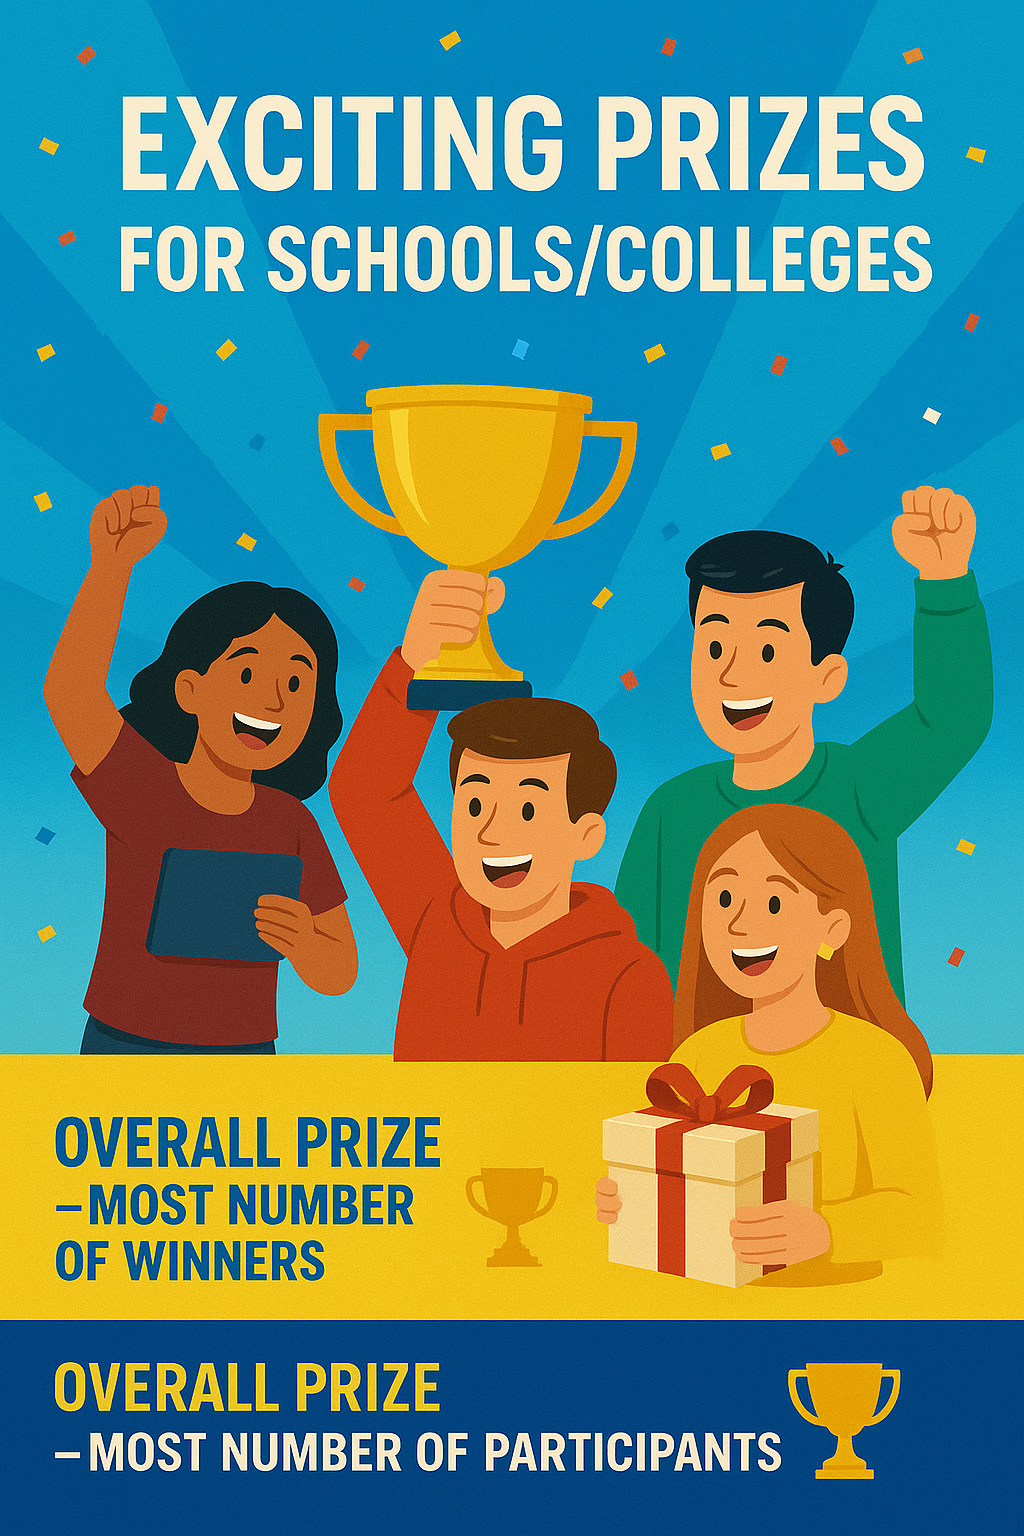 EXCITING PRIZES
FOR SCHOOLS/COLLEGES
OVERALL PRIZE
–MOST NUMBER
OF WINNERS
OVERALL PRIZE
–MOST NUMBER OF PARTICIPANTS